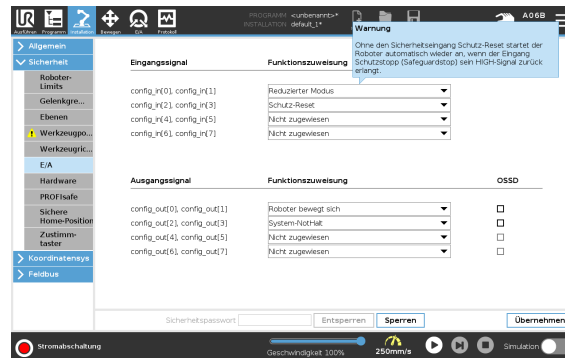 PROGRAMM <unbenannt>*
INSTALLATION default_1*
A06B
Ausführen Programm Installation Bewegen E/A Protokoll
Warnung
Ohne den Sicherheitseingang Schutz-Reset startet der
Roboter automatisch wieder an, wenn der Eingang
Schutzstopp (Safeguardstop) sein HIGH-Signal zurück
erlangt.
Allgemein
Sicherheit
Roboter-
Limits
Gelenkgre...
Ebenen
Werkzeugpo...
Werkzeugric...
E/A
Hardware
PROFIsafe
Sichere
Home-Position
Zustimm-
taster
Koordinatensys
Feldbus
Eingangssignal Funktionszuweisung
config_in[0], config_in[1] Reduzierter Modus
config_in[2], config_in[3] Schutz-Reset
config_in[4], config_in[5] Nicht zugewiesen
config_in[6], config_in[7] Nicht zugewiesen
Ausgangssignal Funktionszuweisung OSSD
config_out[0], config_out[1] Roboter bewegt sich
config_out[2], config_out[3] System-NotHalt
config_out[4], config_out[5] Nicht zugewiesen
config_out[6], config_out[7] Nicht zugewiesen
Sicherheitspasswort Entsperren Sperren Übernehmen
Stromabschaltung Geschwindigkeit 100% 250mm/s Simulation